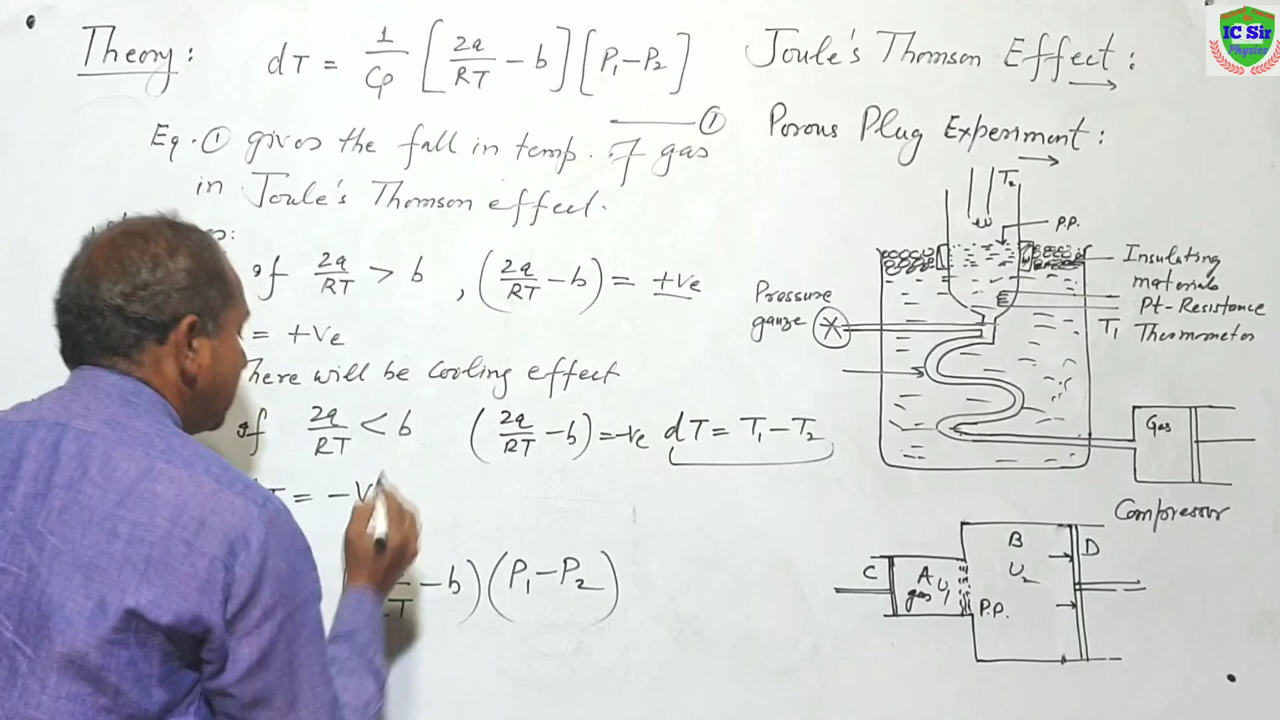 Theory: dT = 1/Cp [2a/RT - b] [P1 - P2]
①
Eq. ① gives the fall in temp. of gas
in Joule's Thomson effect.
If 2a/RT > b , (2a/RT - b) = +ve
= +Ve
here will be cooling effect
If 2a/RT < b (2a/RT - b) = -ve dT = T1 - T2
= -V
- b) (P1 - P2)
Joule's Thomson Effect:
Porous Plug Experiment:
T2
P.P.
Insulating
materials
Pt-Resistance
T1 Thermometer
Pressure
gauze
Gas
Compressor
C A gas U1 P.P. B U2 D
IC Sir
Physics